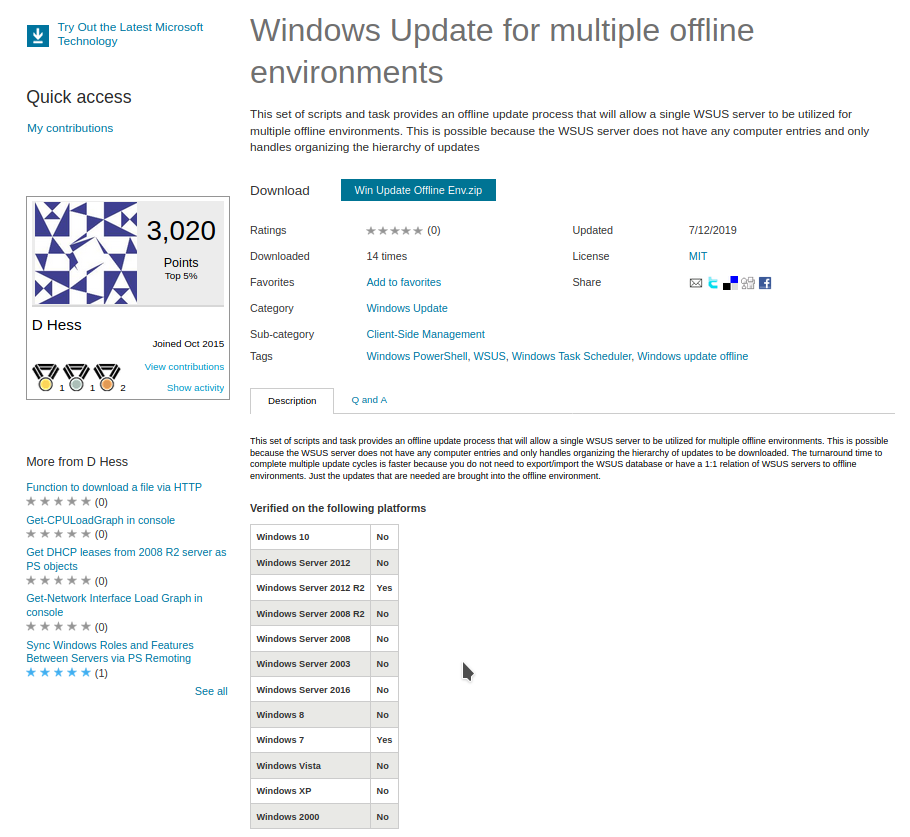 Try Out the Latest Microsoft
Technology
Quick access
My contributions
3,020
Points
Top 5%
D Hess
Joined Oct 2015
View contributions
1 1 2
Show activity
More from D Hess
Function to download a file via HTTP
(0)
Get-CPULoadGraph in console
(0)
Get DHCP leases from 2008 R2 server as
PS objects
(0)
Get-Network Interface Load Graph in
console
(0)
Sync Windows Roles and Features
Between Servers via PS Remoting
(1)
See all
Windows Update for multiple offline
environments
This set of scripts and task provides an offline update process that will allow a single WSUS server to be utilized for
multiple offline environments. This is possible because the WSUS server does not have any computer entries and only
handles organizing the hierarchy of updates
Download Win Update Offline Env.zip
Ratings (0) Updated 7/12/2019
Downloaded 14 times License MIT
Favorites Add to favorites Share
Category Windows Update
Sub-category Client-Side Management
Tags Windows PowerShell, WSUS, Windows Task Scheduler, Windows update offline
Description Q and A
This set of scripts and task provides an offline update process that will allow a single WSUS server to be utilized for multiple offline environments. This is possible
because the WSUS server does not have any computer entries and only handles organizing the hierarchy of updates to be downloaded. The turnaround time to
complete multiple update cycles is faster because you do not need to export/import the WSUS database or have a 1:1 relation of WSUS servers to offline
environments. Just the updates that are needed are brought into the offline environment.
Verified on the following platforms
Windows 10 No
Windows Server 2012 No
Windows Server 2012 R2 Yes
Windows Server 2008 R2 No
Windows Server 2008 No
Windows Server 2003 No
Windows Server 2016 No
Windows 8 No
Windows 7 Yes
Windows Vista No
Windows XP No
Windows 2000 No